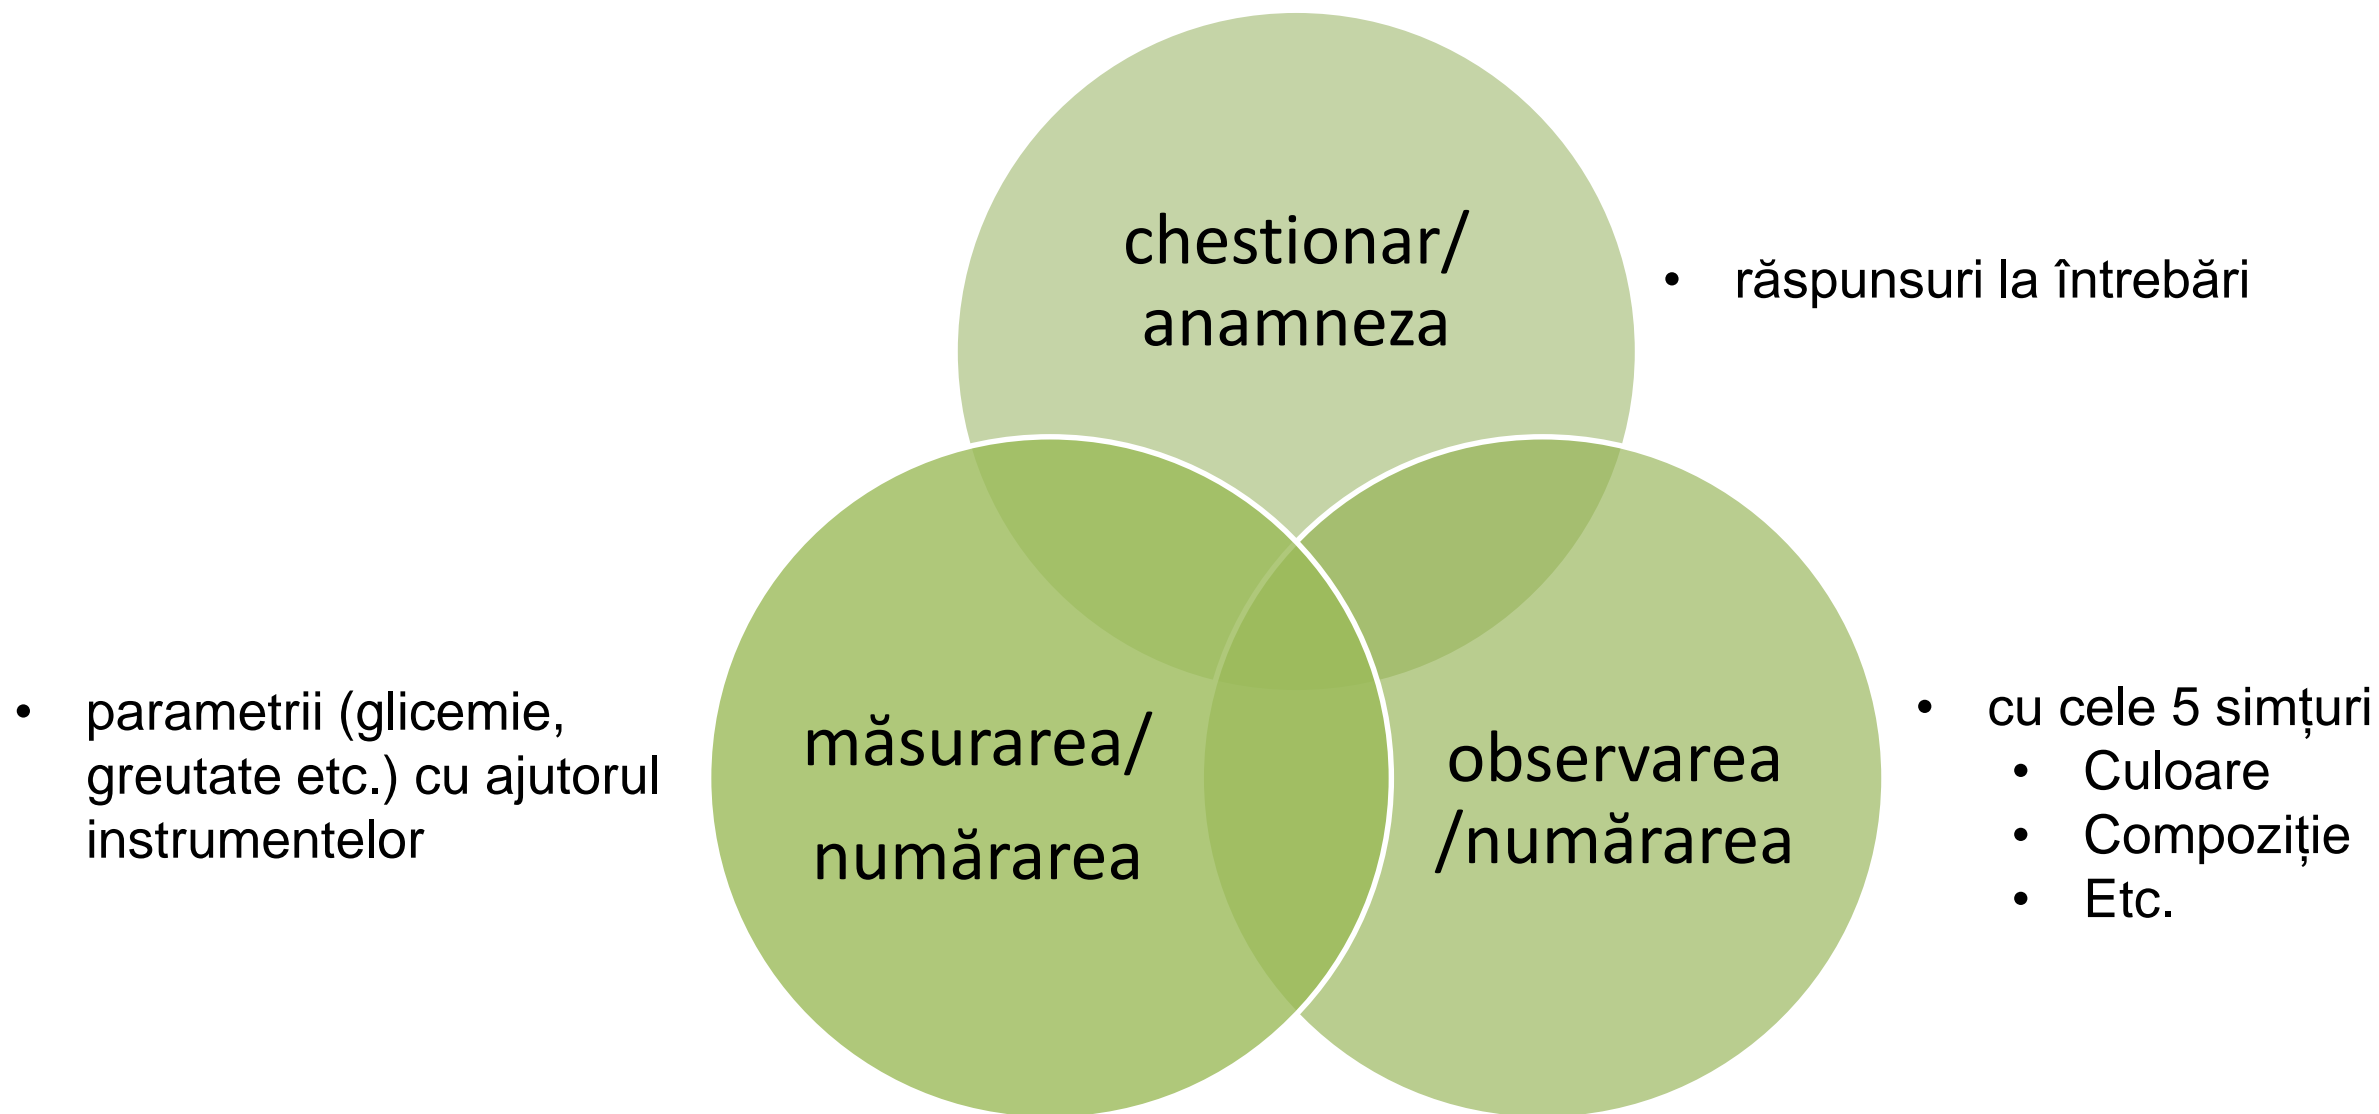 chestionar/
anamneza
• răspunsuri la întrebări
• parametrii (glicemie,
greutate etc.) cu ajutorul
instrumentelor
măsurarea/
numărarea
observarea
/numărarea
• cu cele 5 simțuri
• Culoare
• Compoziție
• Etc.